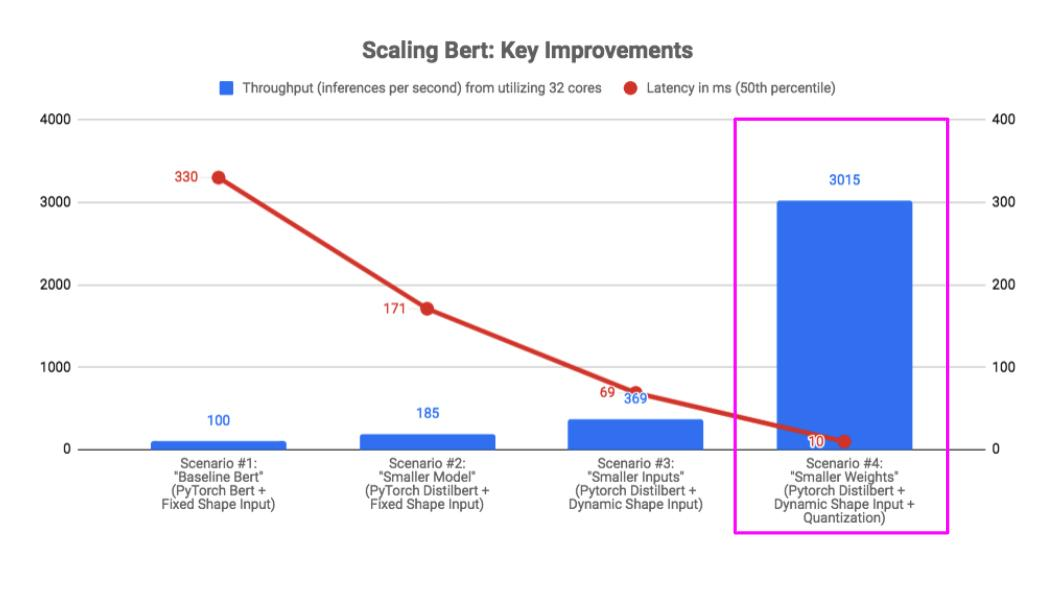 Scaling Bert: Key Improvements
Throughput (inferences per second) from utilizing 32 cores
Latency in ms (50th percentile)
4000
400
330
3015
3000
300
2000
200
171
1000
100
69
369
100
185
10
0
0
Scenario #1:
"Baseline Bert"
(PyTorch Bert +
Fixed Shape Input)
Scenario #2:
"Smaller Model"
(PyTorch Distilbert +
Fixed Shape Input)
Scenario #3:
"Smaller Inputs"
(Pytorch Distilbert +
Dynamic Shape Input)
Scenario #4:
"Smaller Weights"
(Pytorch Distilbert +
Dynamic Shape Input +
Quantization)